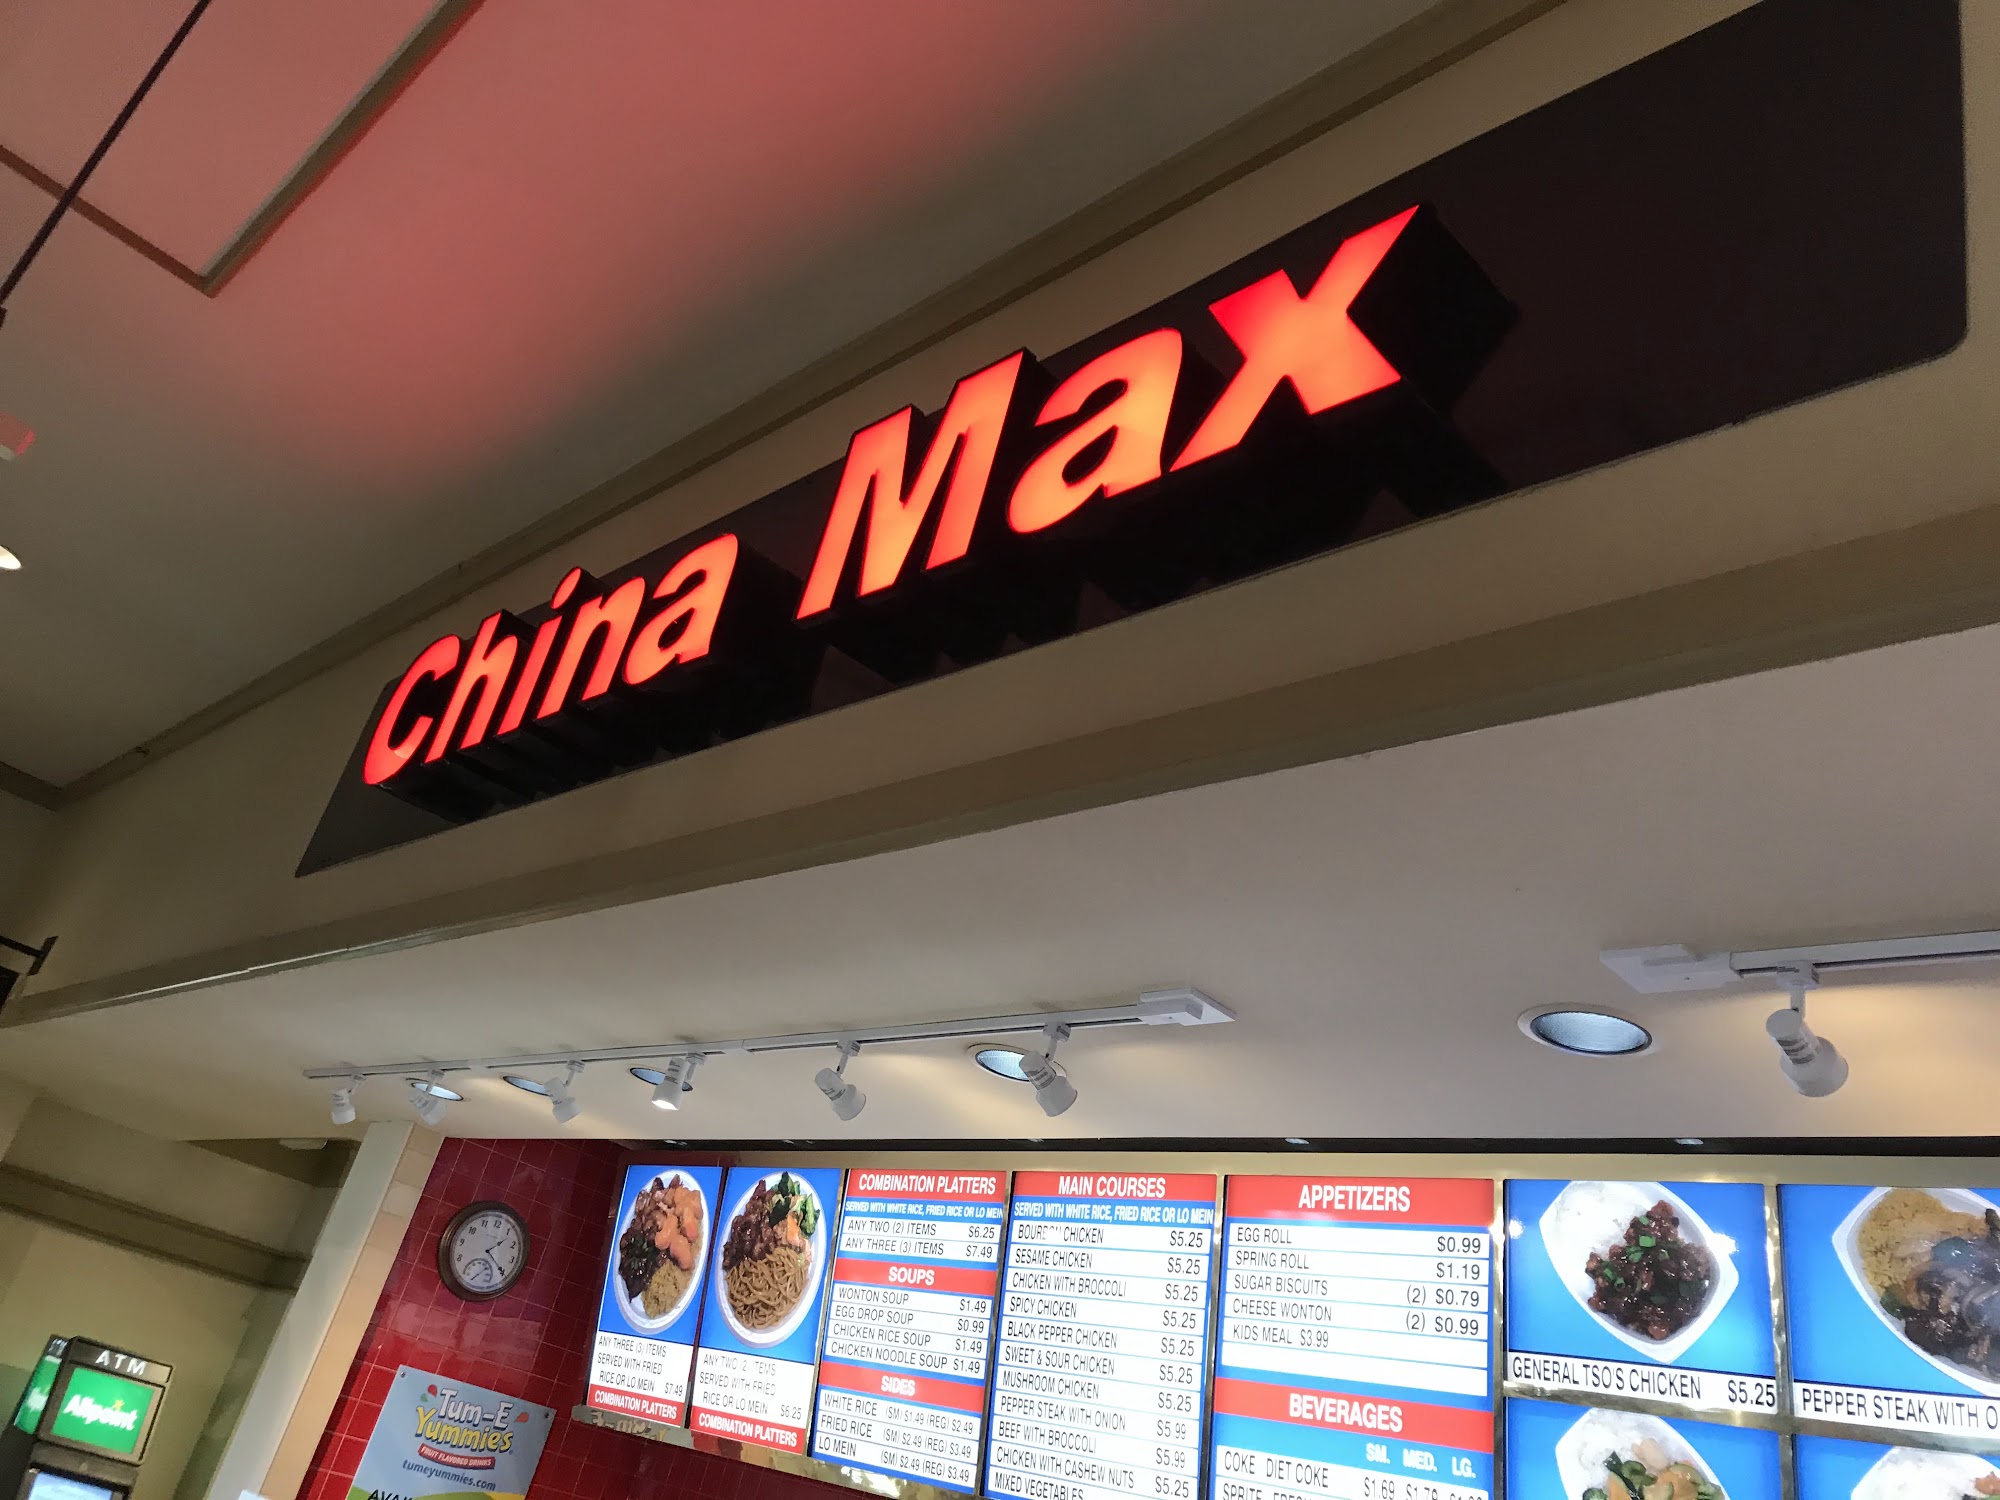 China Max
ATM
Allpoint
Tum-E
Yummies
FRUIT FLAVORED DRINKS
tumeyummies.com
ANY THREE (3) ITEMS
SERVED WITH FRIED
RICE OR LO MEIN $7.49
COMBINATION PLATTERS
ANY TWO 2 ITEMS
SERVED WITH FRIED
RICE OR LO MEIN $6.25
COMBINATION PLATTERS
COMBINATION PLATTERS
SERVED WITH WHITE RICE, FRIED RICE OR LO MEIN
ANY TWO (2) ITEMS $6.25
ANY THREE (3) ITEMS $7.49
SOUPS
WONTON SOUP $1.49
EGG DROP SOUP $0.99
CHICKEN RICE SOUP $1.49
CHICKEN NOODLE SOUP $1.49
SIDES
WHITE RICE (SM) $1.49 (REG) $2.49
FRIED RICE (SM) $2.49 (REG) $3.49
LO MEIN (SM) $2.49 (REG) $3.49
MAIN COURSES
SERVED WITH WHITE RICE, FRIED RICE OR LO MEIN
BOURBON CHICKEN $5.25
SESAME CHICKEN $5.25
CHICKEN WITH BROCCOLI $5.25
SPICY CHICKEN $5.25
BLACK PEPPER CHICKEN $5.25
SWEET & SOUR CHICKEN $5.25
MUSHROOM CHICKEN $5.25
PEPPER STEAK WITH ONION $5.99
BEEF WITH BROCCOLI $5.99
CHICKEN WITH CASHEW NUTS $5.25
MIXED VEGETABLES
APPETIZERS
EGG ROLL $0.99
SPRING ROLL $1.19
SUGAR BISCUITS (2) $0.79
CHEESE WONTON (2) $0.99
KIDS MEAL $3.99
BEVERAGES
SM. MED. LG.
COKE DIET COKE $1.69 $1.79
SPRITE
GENERAL TSO'S CHICKEN $5.25
PEPPER STEAK WITH O